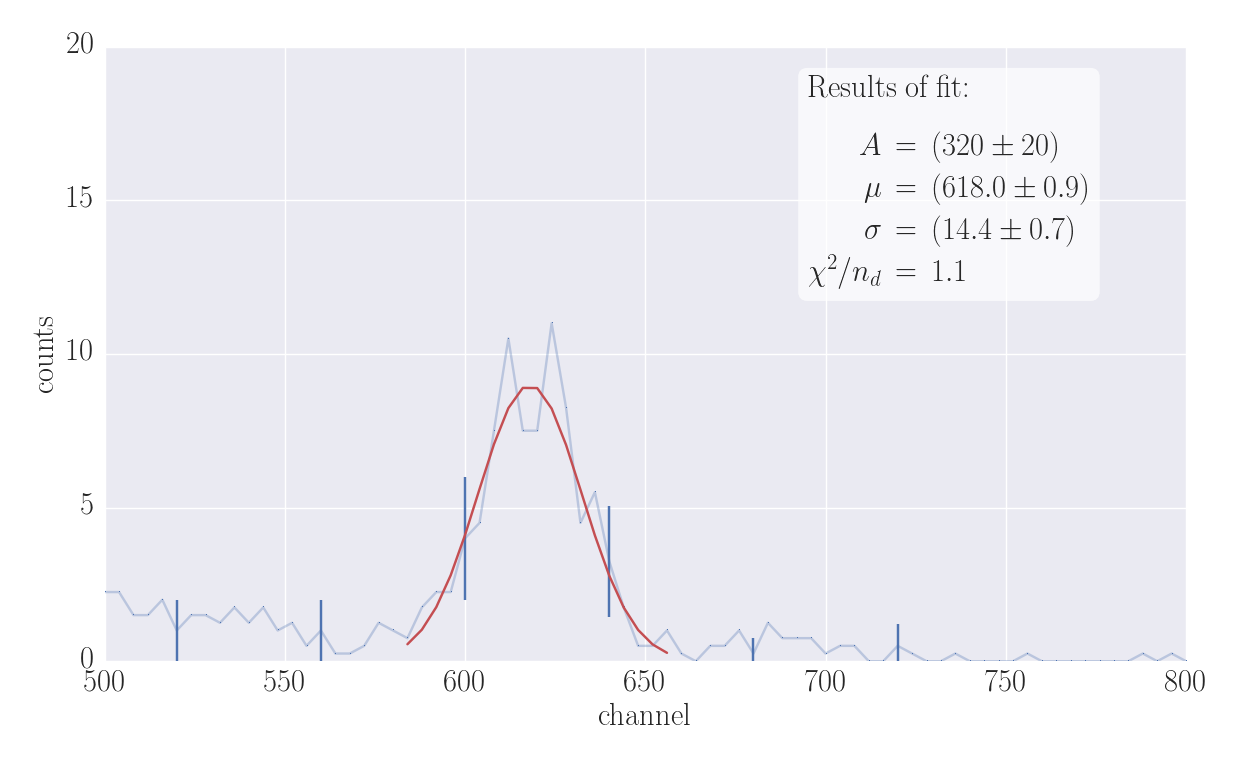 20
15
10
5
0
counts
500 550 600 650 700 750 800
channel
Results of fit:
A = (320 ± 20)
μ = (618.0 ± 0.9)
σ = (14.4 ± 0.7)
χ²/n_d = 1.1